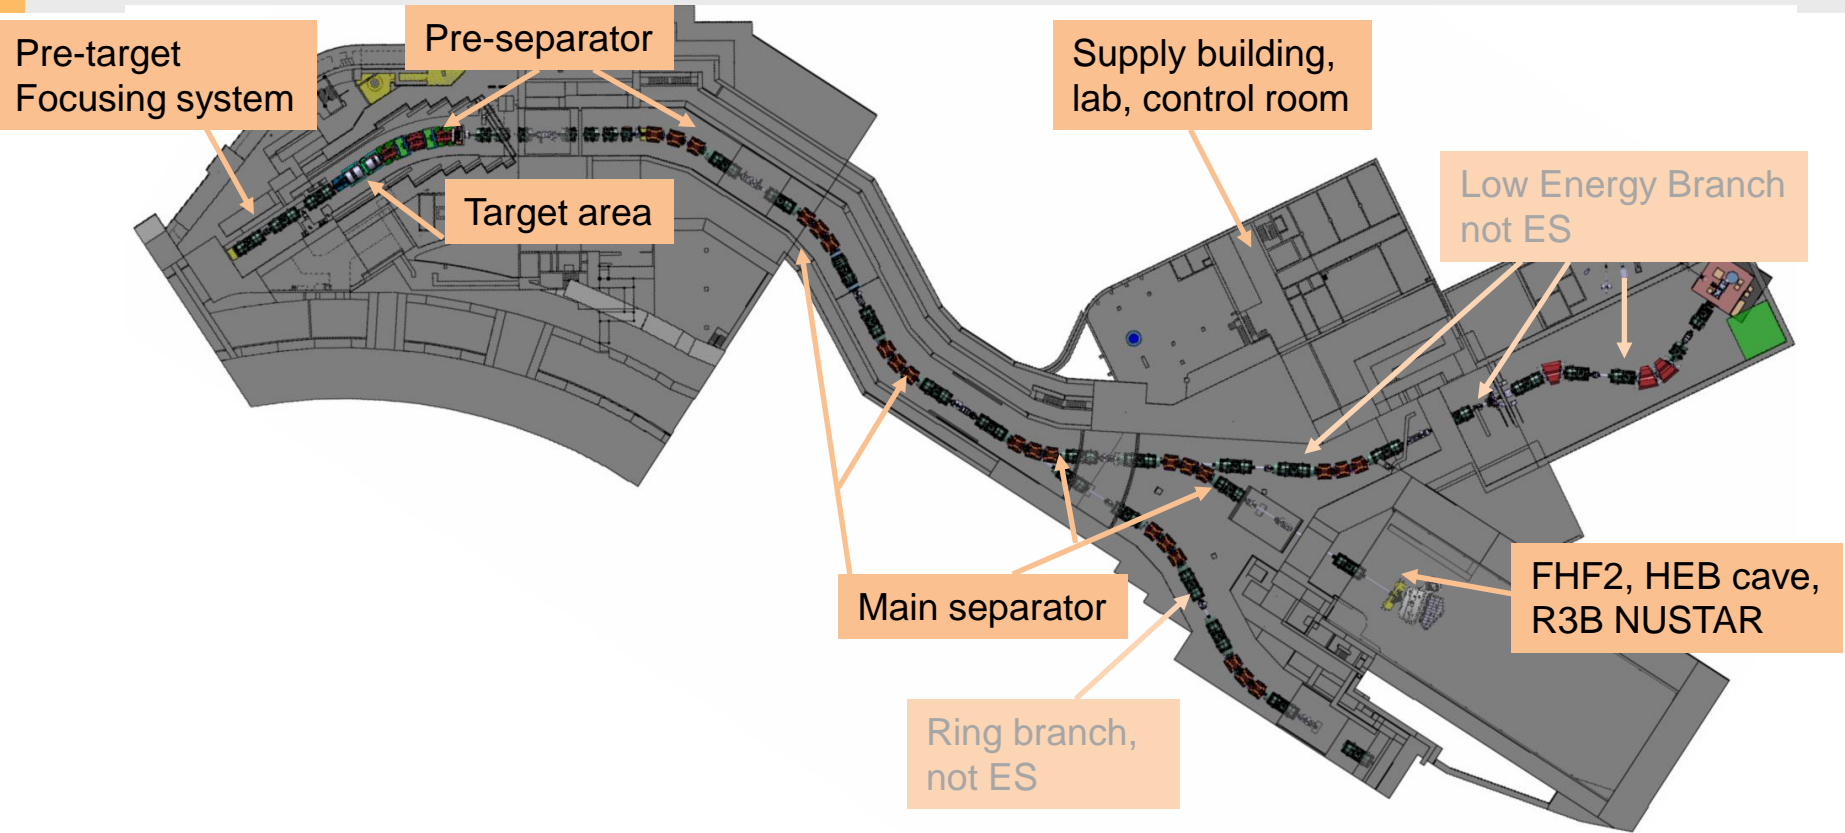 Pre-target
Focusing system
Pre-separator
Supply building,
lab, control room
Target area
Low Energy Branch
not ES
Main separator
FHF2, HEB cave,
R3B NUSTAR
Ring branch,
not ES